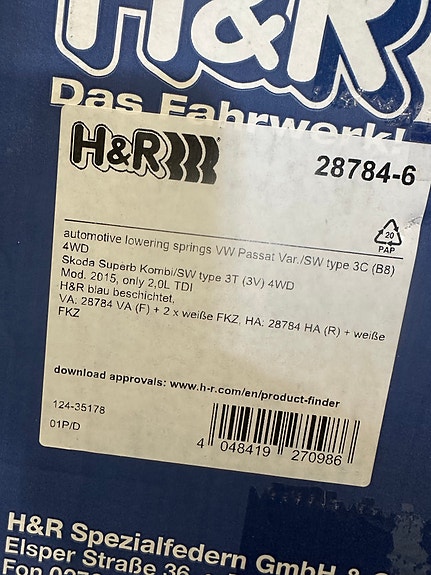 H&R
Das Fahrwerk!
H&R
28784-6
20
PAP
automotive lowering springs VW Passat Var./SW type 3C (B8)
4WD
Skoda Superb Kombi/SW type 3T (3V) 4WD
Mod. 2015, only 2,0L TDI
H&R blau beschichtet,
VA: 28784 VA (F) + 2 x weiße FKZ, HA: 28784 HA (R) + weiße
FKZ
download approvals: www.h-r.com/en/product-finder
124-35178
01P/D
4 048419 270986
H&R Spezialfedern GmbH &
Elsper Straße 36
Fon